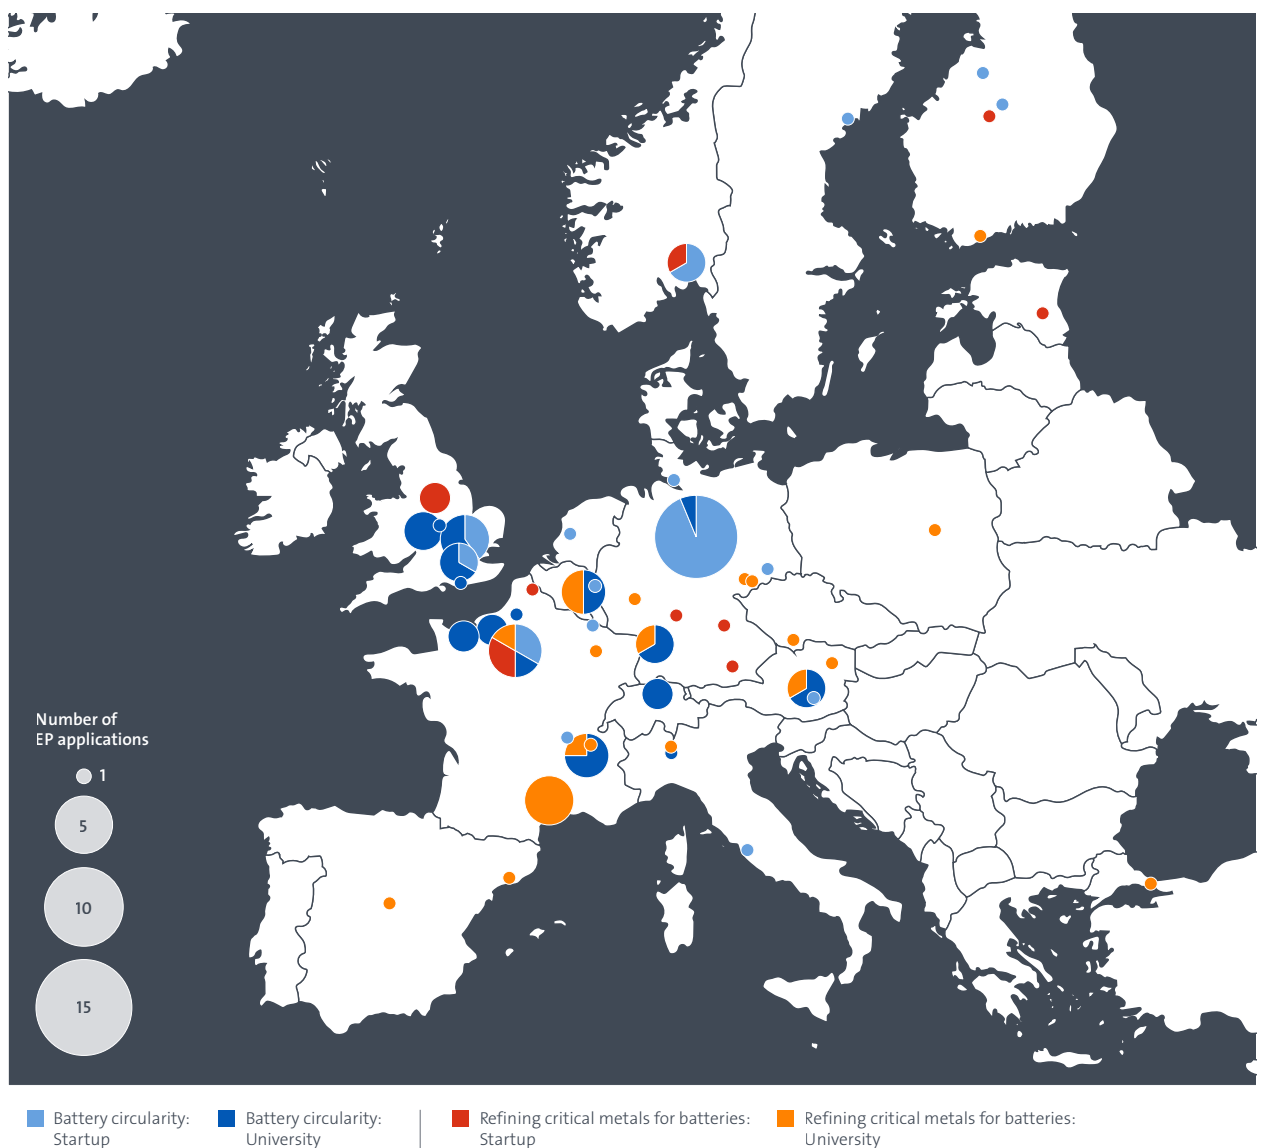 Number of
EP applications
1
5
10
15
Battery circularity:
Startup
Battery circularity:
University
Refining critical metals for batteries:
Startup
Refining critical metals for batteries:
University